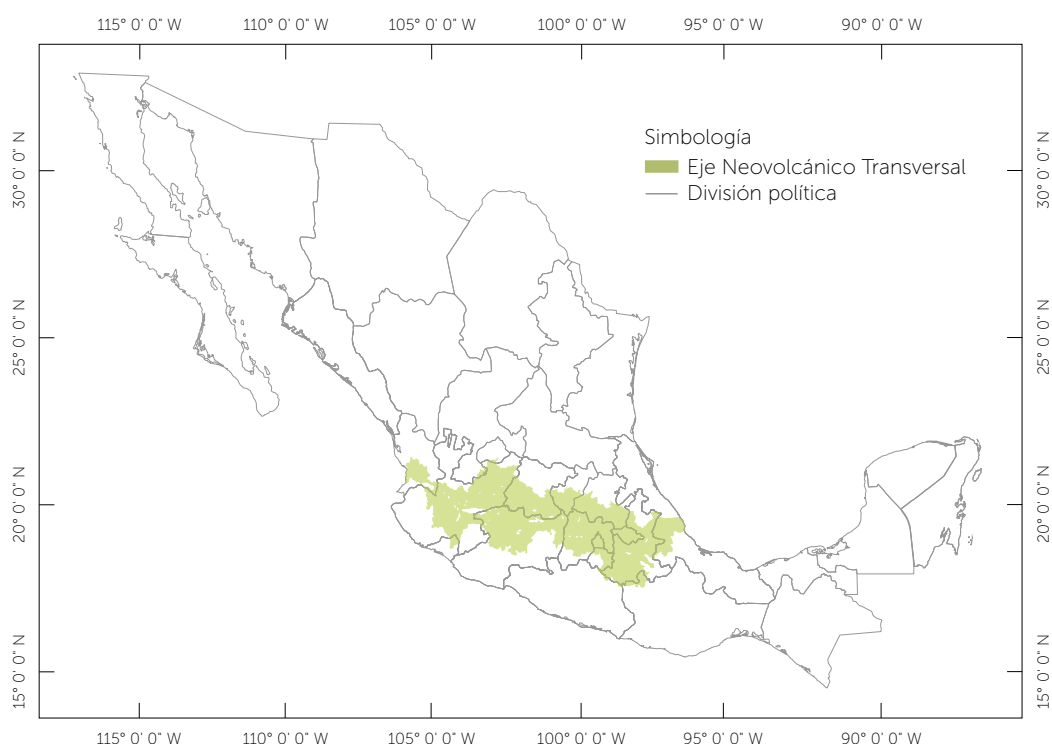 115° 0' 0" W 110° 0' 0" W 105° 0' 0" W 100° 0' 0" W 95° 0' 0" W 90° 0' 0" W
Simbología
Eje Neovolcánico Transversal
División política
30° 0' 0" N
25° 0' 0" N
20° 0' 0" N
15° 0' 0" N
30° 0' 0" N
25° 0' 0" N
20° 0' 0" N
15° 0' 0" N
115° 0' 0" W 110° 0' 0" W 105° 0' 0" W 100° 0' 0" W 95° 0' 0" W 90° 0' 0" W